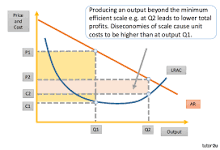 Price
and
Cost
Producing an output beyond the minimum
efficient scale e.g. at Q2 leads to lower total
profits. Diseconomies of scale cause unit
costs to be higher than at output Q1.
P1
P2
C2
C1
LRAC
AR
Q1
Q2
Output
tutor2u